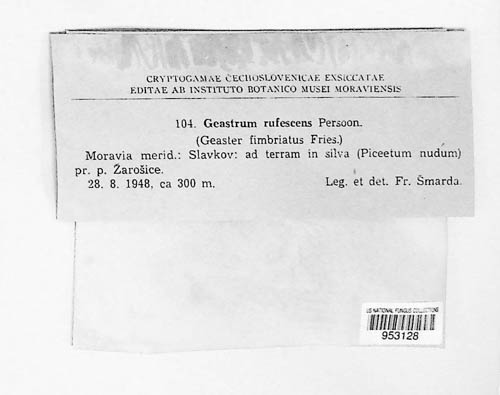 CRYPTOGAMAE ČECHOSLOVENICAE EXSICCATAE
EDITAE AB INSTITUTO BOTANICO MUSEI MORAVIENSIS
104. Geastrum rufescens Persoon.
(Geaster fimbriatus Fries.)
Moravia merid.: Slavkov: ad terram in silva (Piceetum nudum)
pr. p. Žarošice.
28. 8. 1948, ca 300 m. Leg. et det. Fr. Šmarda.
US NATIONAL FUNGUS COLLECTIONS
953128